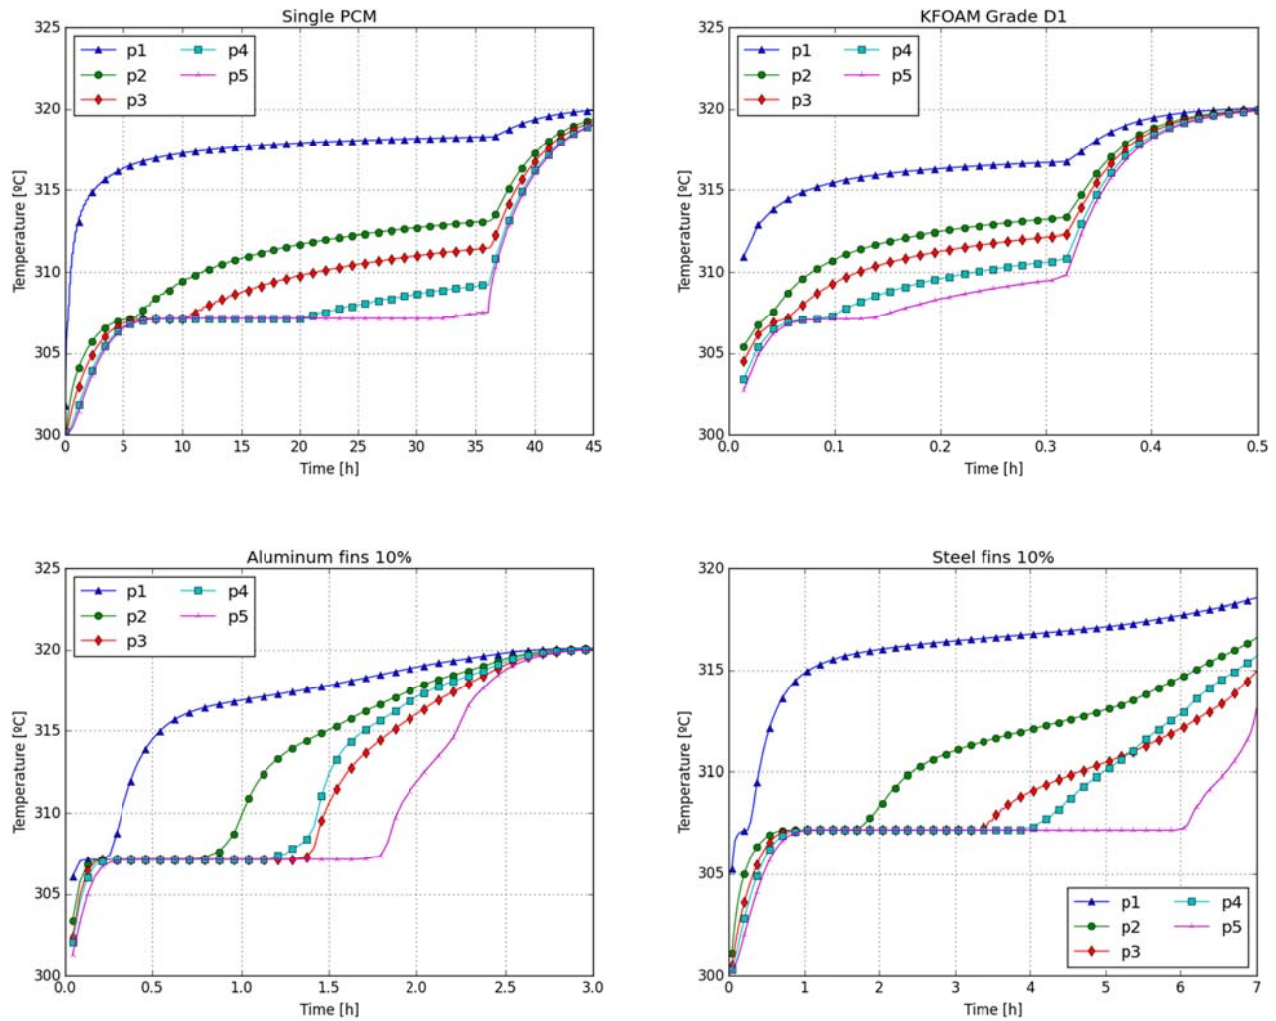 Single PCM
325
320
315
310
305
300
Temperature [ºC]
p1 p4
p2 p5
p3
0 5 10 15 20 25 30 35 40 45
Time [h]
KFOAM Grade D1
325
320
315
310
305
300
Temperature [ºC]
p1 p4
p2 p5
p3
0.0 0.1 0.2 0.3 0.4 0.5
Time [h]
Aluminum fins 10%
325
320
315
310
305
300
Temperature [ºC]
p1 p4
p2 p5
p3
0.0 0.5 1.0 1.5 2.0 2.5 3.0
Time [h]
Steel fins 10%
320
315
310
305
300
Temperature [ºC]
p1 p4
p2 p5
p3
0 1 2 3 4 5 6 7
Time [h]